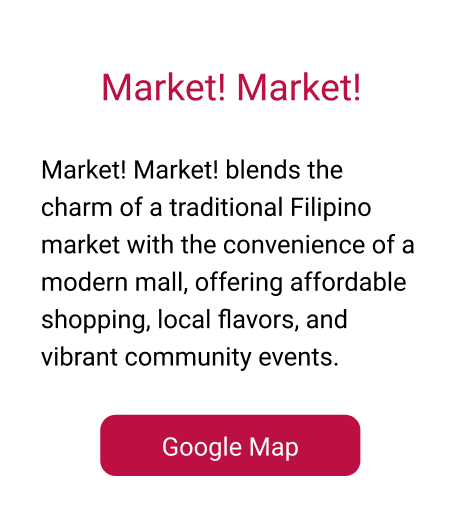 Market! Market!
Market! Market! blends the
charm of a traditional Filipino
market with the convenience of a
modern mall, offering affordable
shopping, local flavors, and
vibrant community events.
Google Map